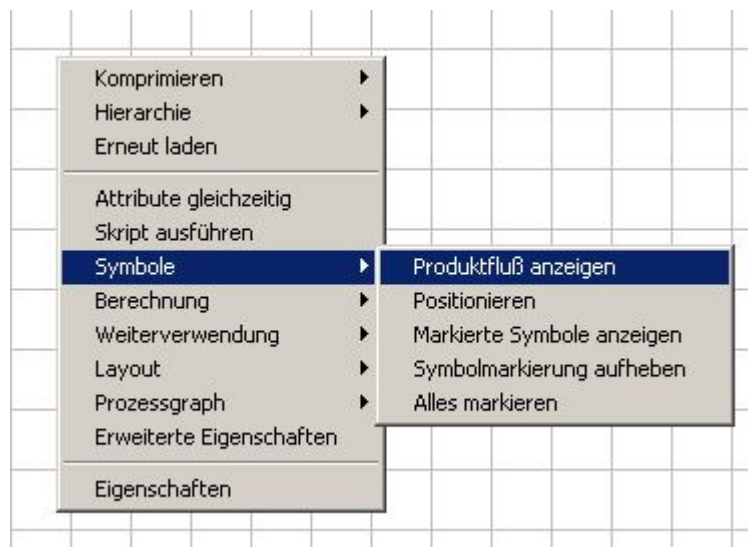 Komprimieren
Hierarchie
Erneut laden
Attribute gleichzeitig
Skript ausführen
Symbole
Berechnung
Weiterverwendung
Layout
Prozessgraph
Erweiterte Eigenschaften
Eigenschaften
Produktfluß anzeigen
Positionieren
Markierte Symbole anzeigen
Symbolmarkierung aufheben
Alles markieren